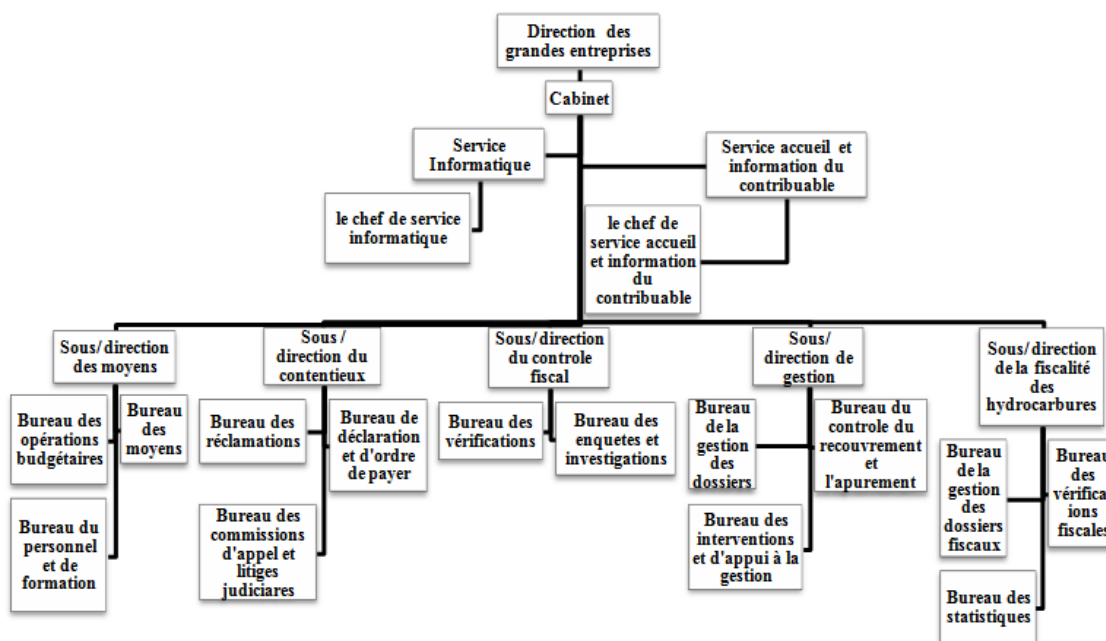 Direction des
grandes entreprises
Cabinet
Service
Informatique
Service accueil et
information du
contribuable
le chef de service
informatique
le chef de
service accueil
et information
du
contribuable
Sous/ direction
des moyens
Sous /
direction du
contentieux
Sous/direction
du controle
fiscal
Sous/
direction de
gestion
Sous/ direction
de la fiscalité
des
hydrocarbures
Bureau des
opérations
budgétaires
Bureau
des
moyens
Bureau des
réclamations
Bureau de
déclaration
et d'ordre
de payer
Bureau des
vérifications
Bureau des
enquetes et
investigations
Bureau
de la
gestion
des
dossiers
Bureau du
controle du
recouvrement
et
l'apurement
Bureau
de la
gestion
des
dossiers
fiscaux
Bureau
des
vérificat
ions
fiscales
Bureau du
personnel
et de
formation
Bureau des
commissions
d'appel et
litiges
judiciares
Bureau des
interventions
et d'appui à la
gestion
Bureau des
statistiques